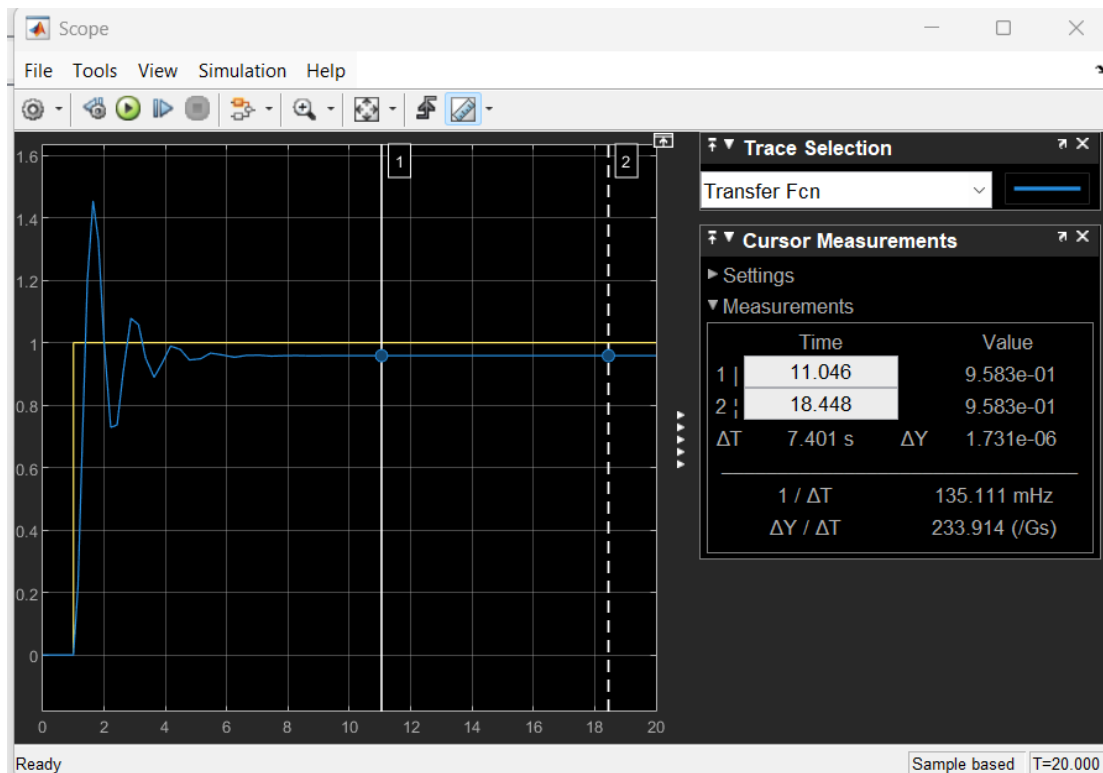 Scope
File Tools View Simulation Help
Trace Selection
Transfer Fcn
Cursor Measurements
Settings
Measurements
Time Value
1 | 11.046 9.583e-01
2 ¦ 18.448 9.583e-01
ΔT 7.401 s ΔY 1.731e-06
1 / ΔT 135.111 mHz
ΔY / ΔT 233.914 (/Gs)
1 2
1.6
1.4
1.2
1
0.8
0.6
0.4
0.2
0
0 2 4 6 8 10 12 14 16 18 20
Ready Sample based T=20.000